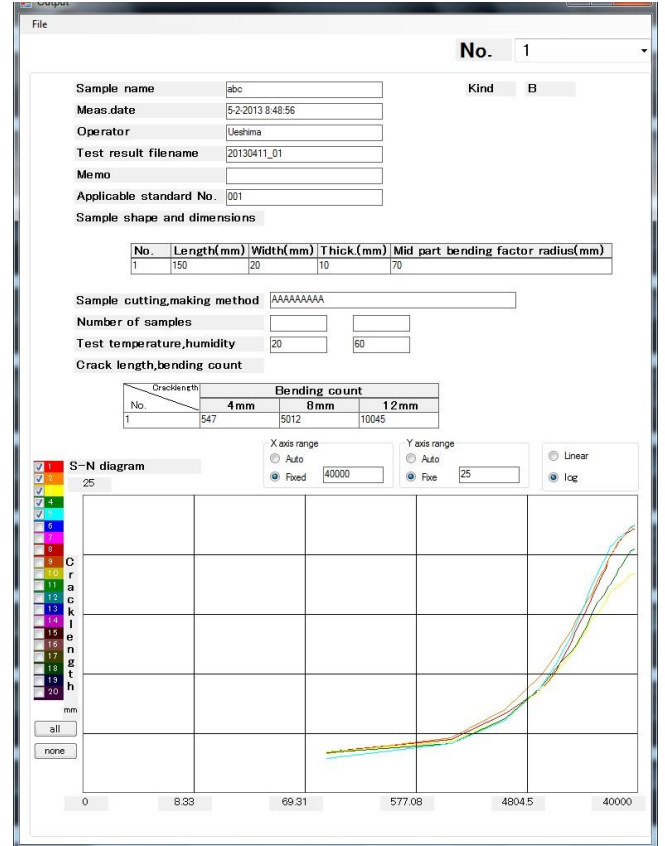 Output
File
No. 1
Sample name abc Kind B
Meas.date 5-2-2013 8:48:56
Operator Ueshima
Test result filename 20130411_01
Memo
Applicable standard No. 001
Sample shape and dimensions
No. Length(mm) Width(mm) Thick.(mm) Mid part bending factor radius(mm)
1 150 20 10 70
Sample cutting,making method AAAAAAAAA
Number of samples
Test temperature,humidity 20 60
Crack length,bending count
Cracklength Bending count
No. 4mm 8mm 12mm
1 547 5012 10045
X axis range Y axis range
Auto Auto Linear
Fixed 40000 Fixe 25 log
S-N diagram
25
1
2
3
4
5
6
7
8
9
10
11
12
13
14
15
16
17
18
19
20
Cracklength
mm
all
none
0 8.33 69.31 577.08 4804.5 40000